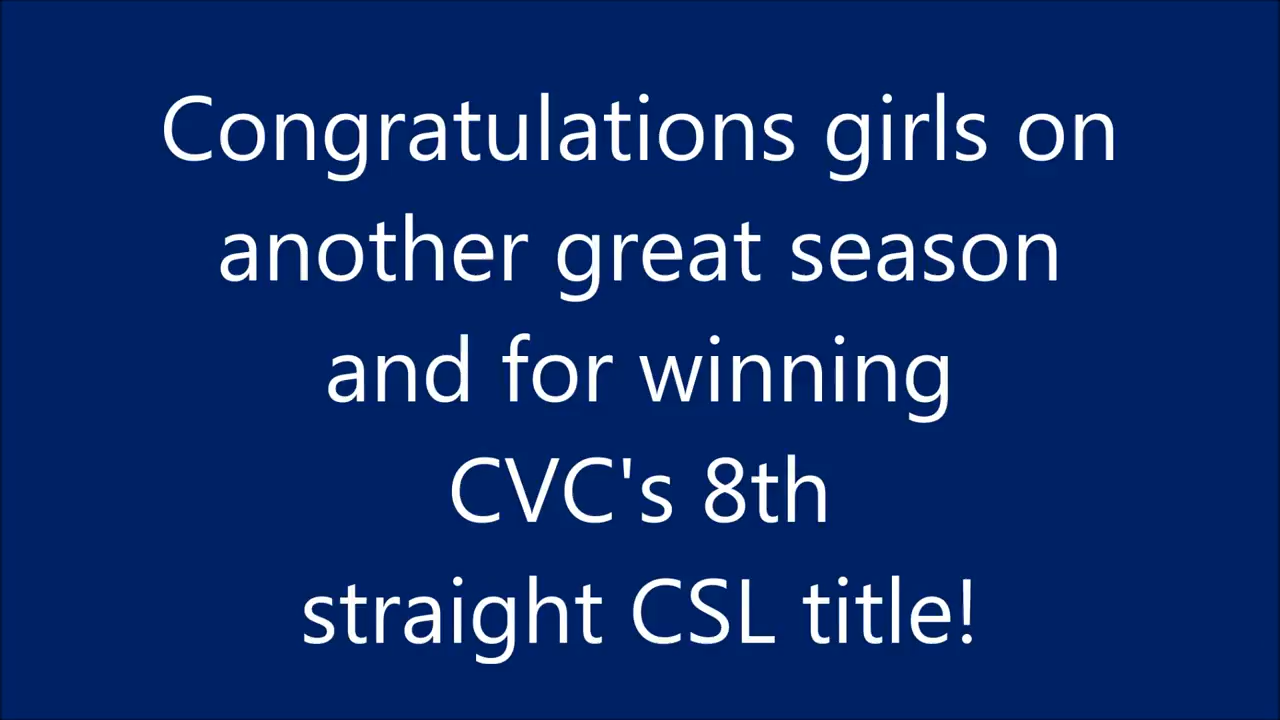 Congratulations girls on
another great season
and for winning
CVC's 8th
straight CSL title!